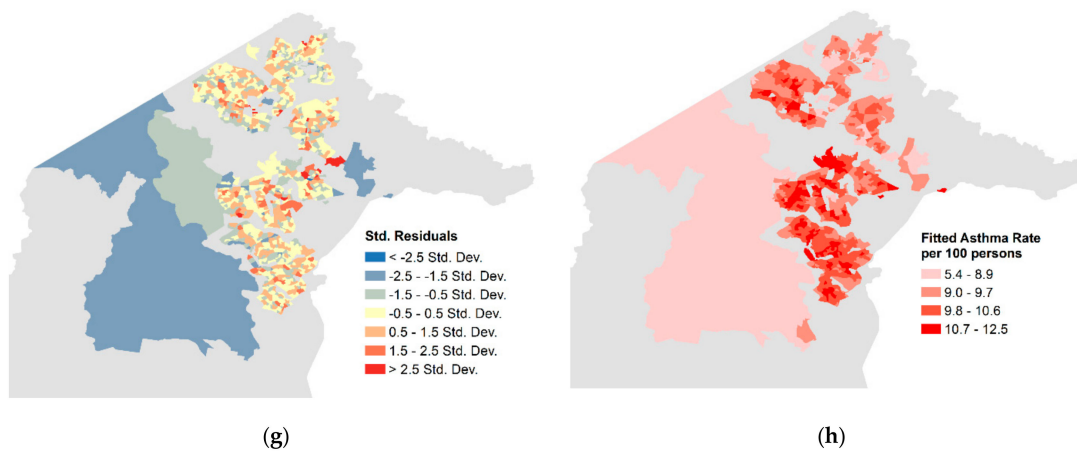 Std. Residuals
< -2.5 Std. Dev.
-2.5 - -1.5 Std. Dev.
-1.5 - -0.5 Std. Dev.
-0.5 - 0.5 Std. Dev.
0.5 - 1.5 Std. Dev.
1.5 - 2.5 Std. Dev.
> 2.5 Std. Dev.
(g)
Fitted Asthma Rate
per 100 persons
5.4 - 8.9
9.0 - 9.7
9.8 - 10.6
10.7 - 12.5
(h)